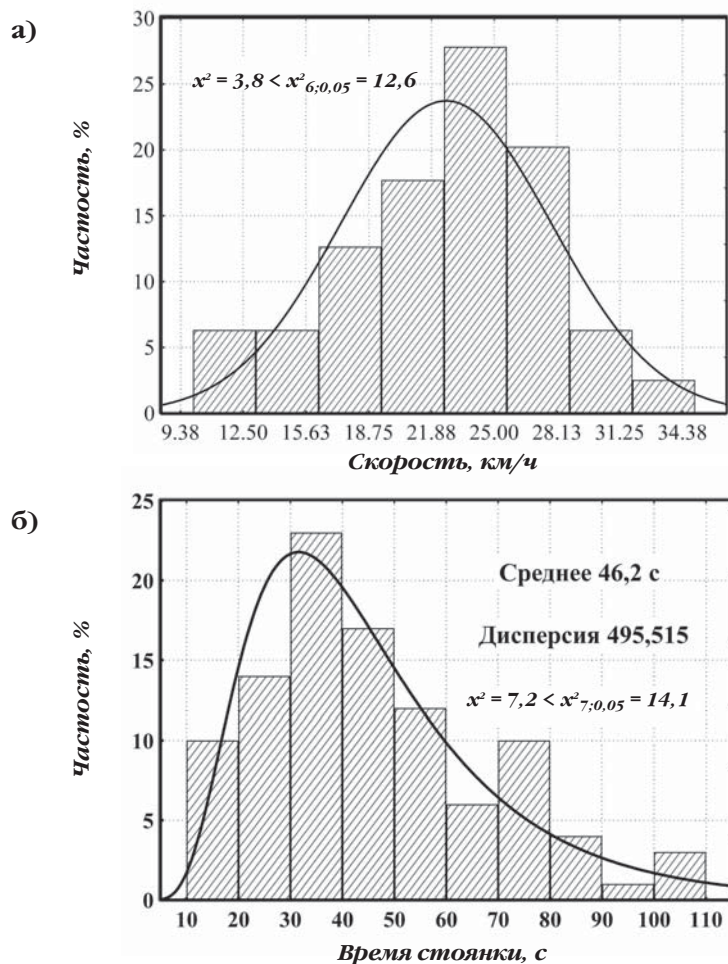 а)
30
25
20
15
10
5
0
Частость, %
x² = 3,8 < x²6;0,05 = 12,6
9.38 12.50 15.63 18.75 21.88 25.00 28.13 31.25 34.38
Скорость, км/ч
б)
25
20
15
10
5
0
Частость, %
Среднее 46,2 с
Дисперсия 495,515
x² = 7,2 < x²7;0,05 = 14,1
10 20 30 40 50 60 70 80 90 100 110
Время стоянки, с